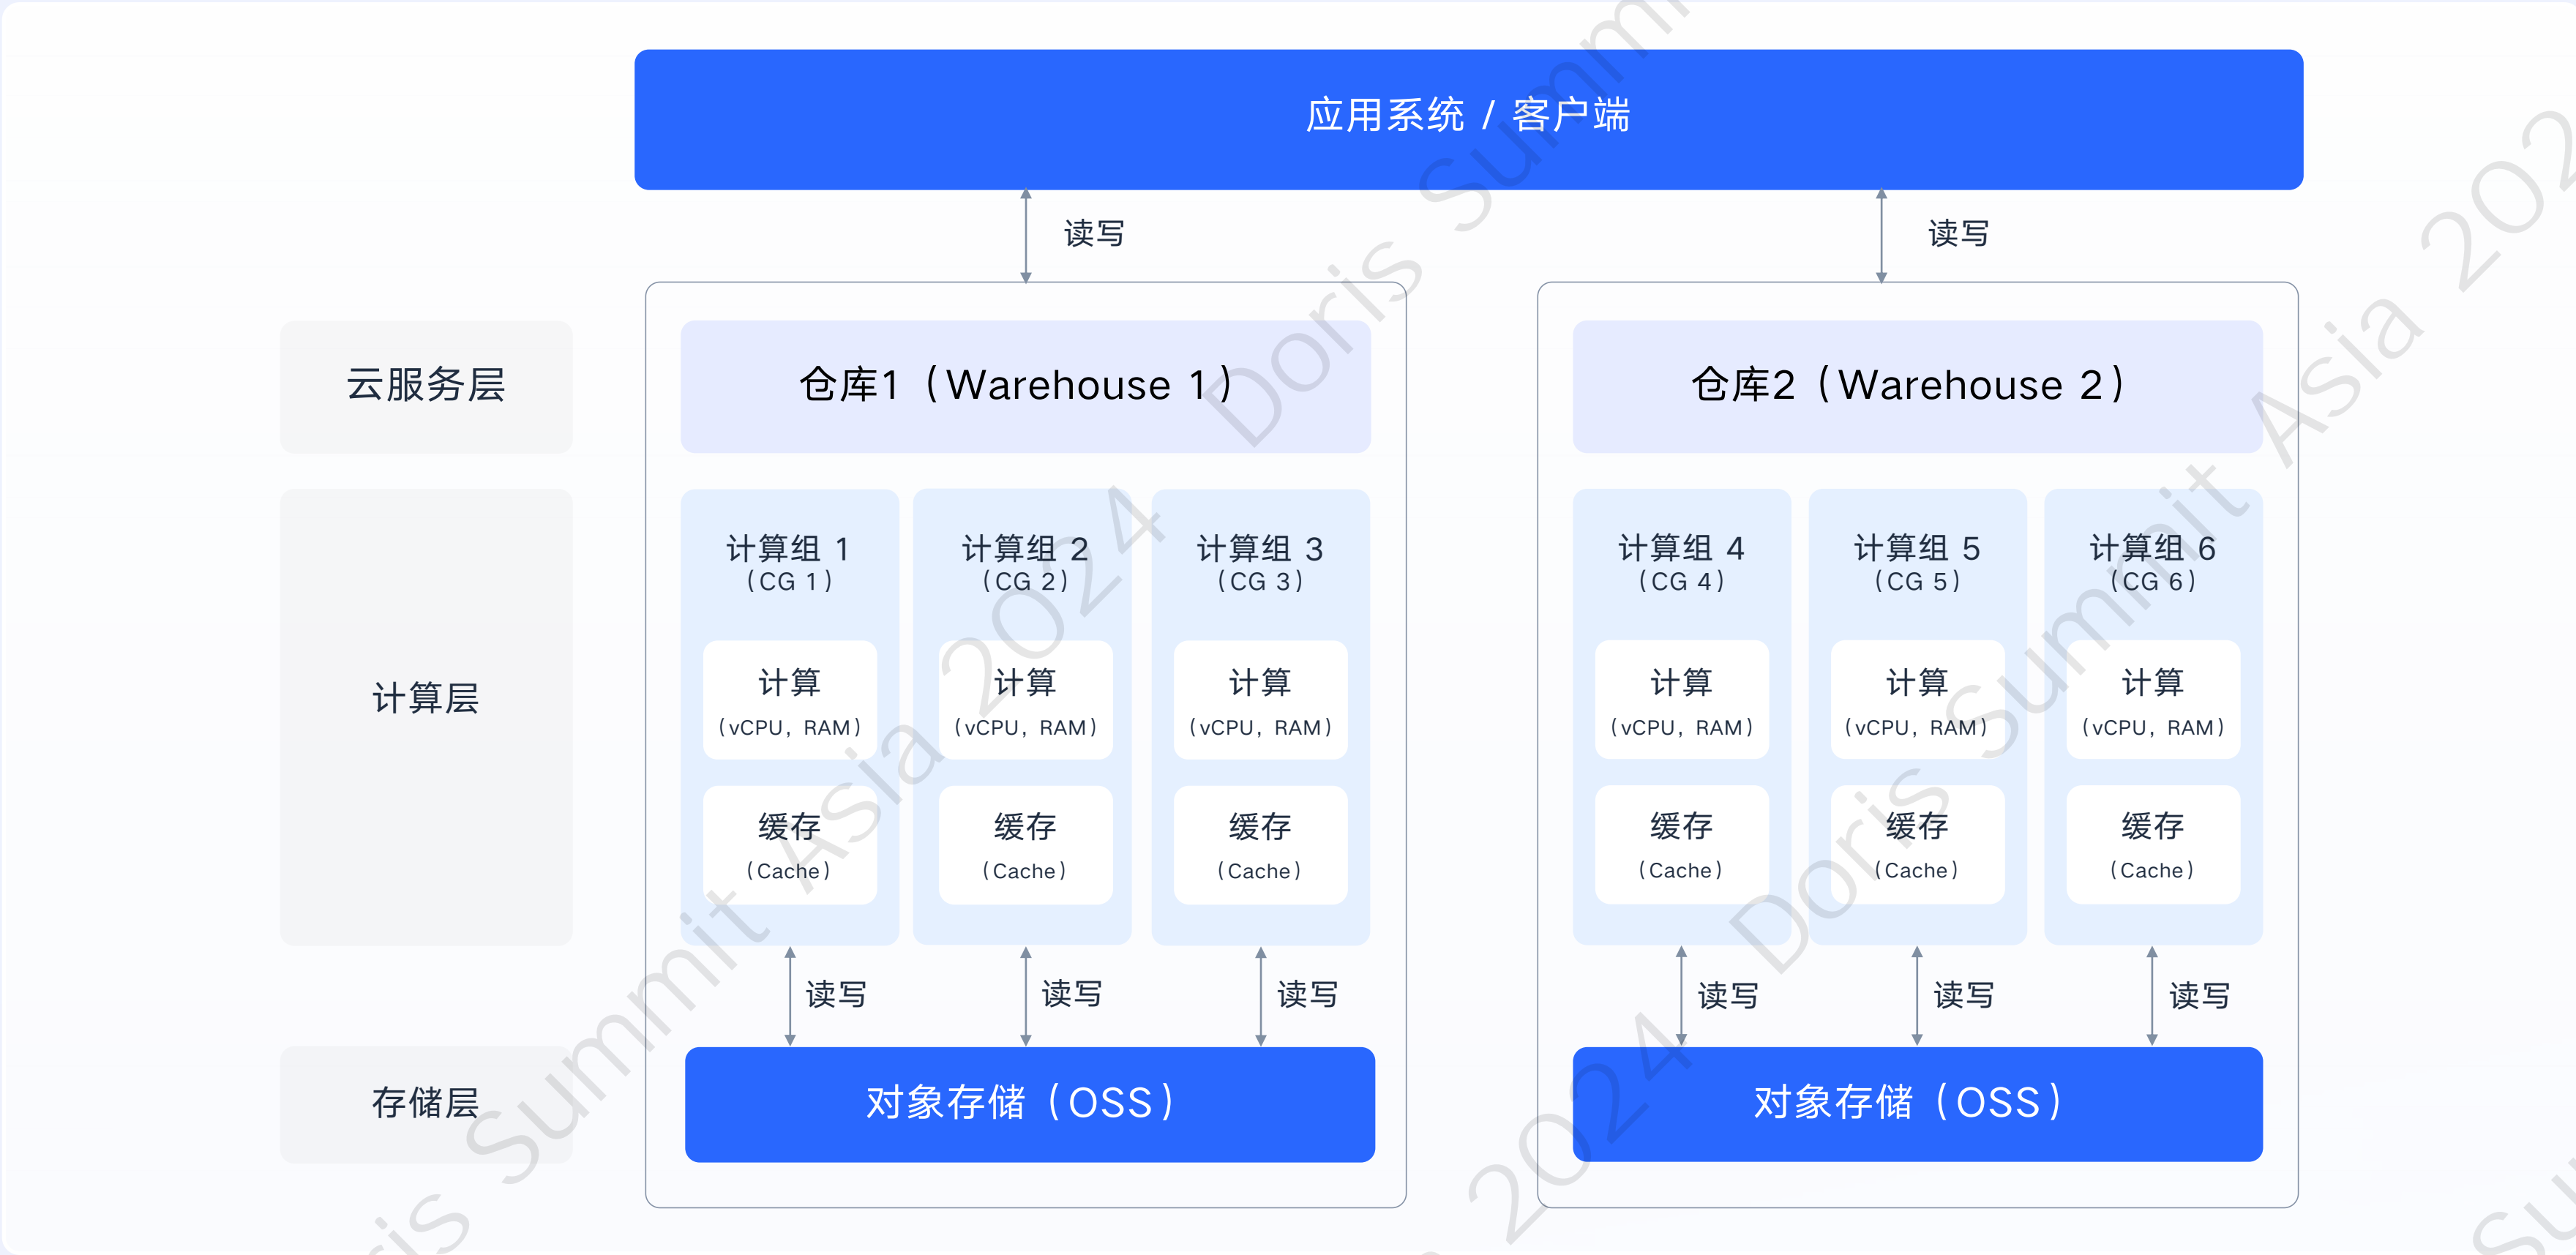 应用系统 / 客户端
读写
读写
云服务层
仓库1（Warehouse 1）
仓库2（Warehouse 2）
计算层
计算组 1
（CG 1）
计算
（vCPU，RAM）
缓存
（Cache）
计算组 2
（CG 2）
计算
（vCPU，RAM）
缓存
（Cache）
计算组 3
（CG 3）
计算
（vCPU，RAM）
缓存
（Cache）
计算组 4
（CG 4）
计算
（vCPU，RAM）
缓存
（Cache）
计算组 5
（CG 5）
计算
（vCPU，RAM）
缓存
（Cache）
计算组 6
（CG 6）
计算
（vCPU，RAM）
缓存
（Cache）
读写
读写
读写
读写
读写
读写
存储层
对象存储（OSS）
对象存储（OSS）
Doris Summit Asia 2024
Doris Summit Asia 202
Doris Summ
2024